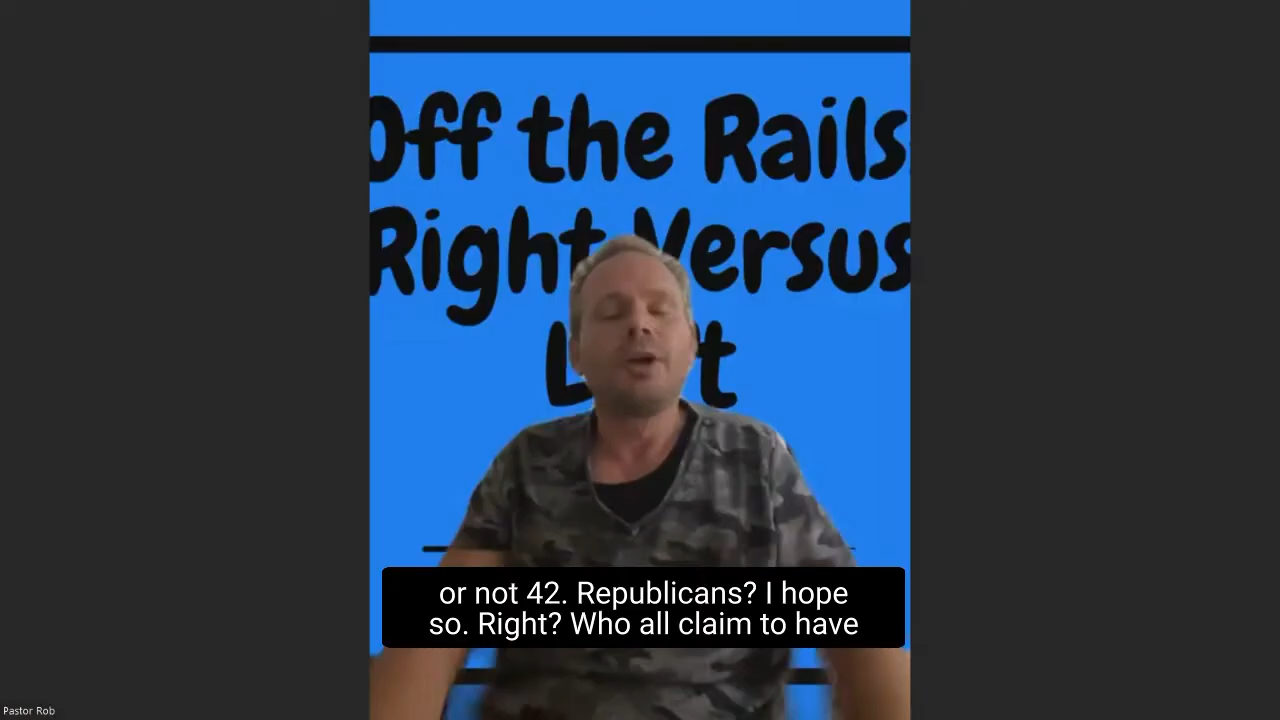 Off the Rails
Right Versus
L t
or not 42. Republicans? I hope
so. Right? Who all claim to have
Pastor Rob